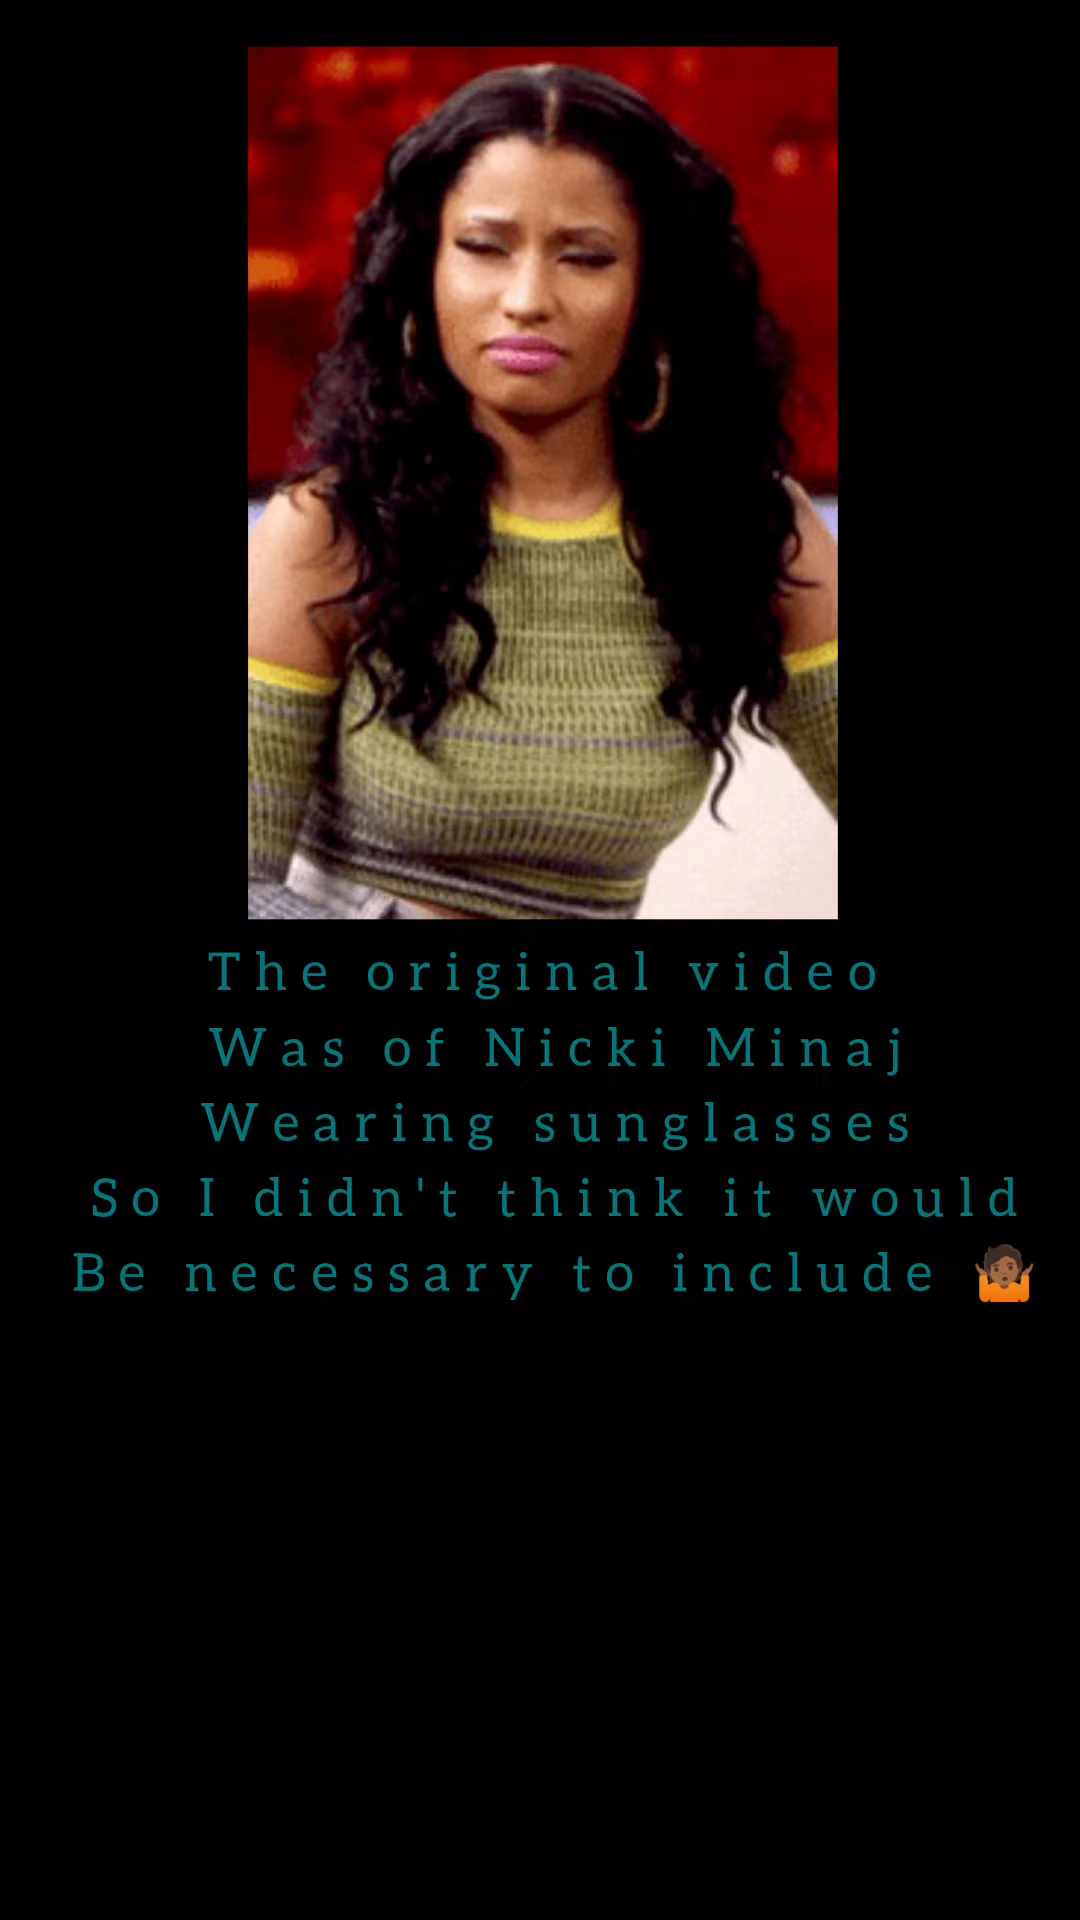 The original video
Was of Nicki Minaj
Wearing sunglasses
So I didn't think it would
Be necessary to include 🤷🏾